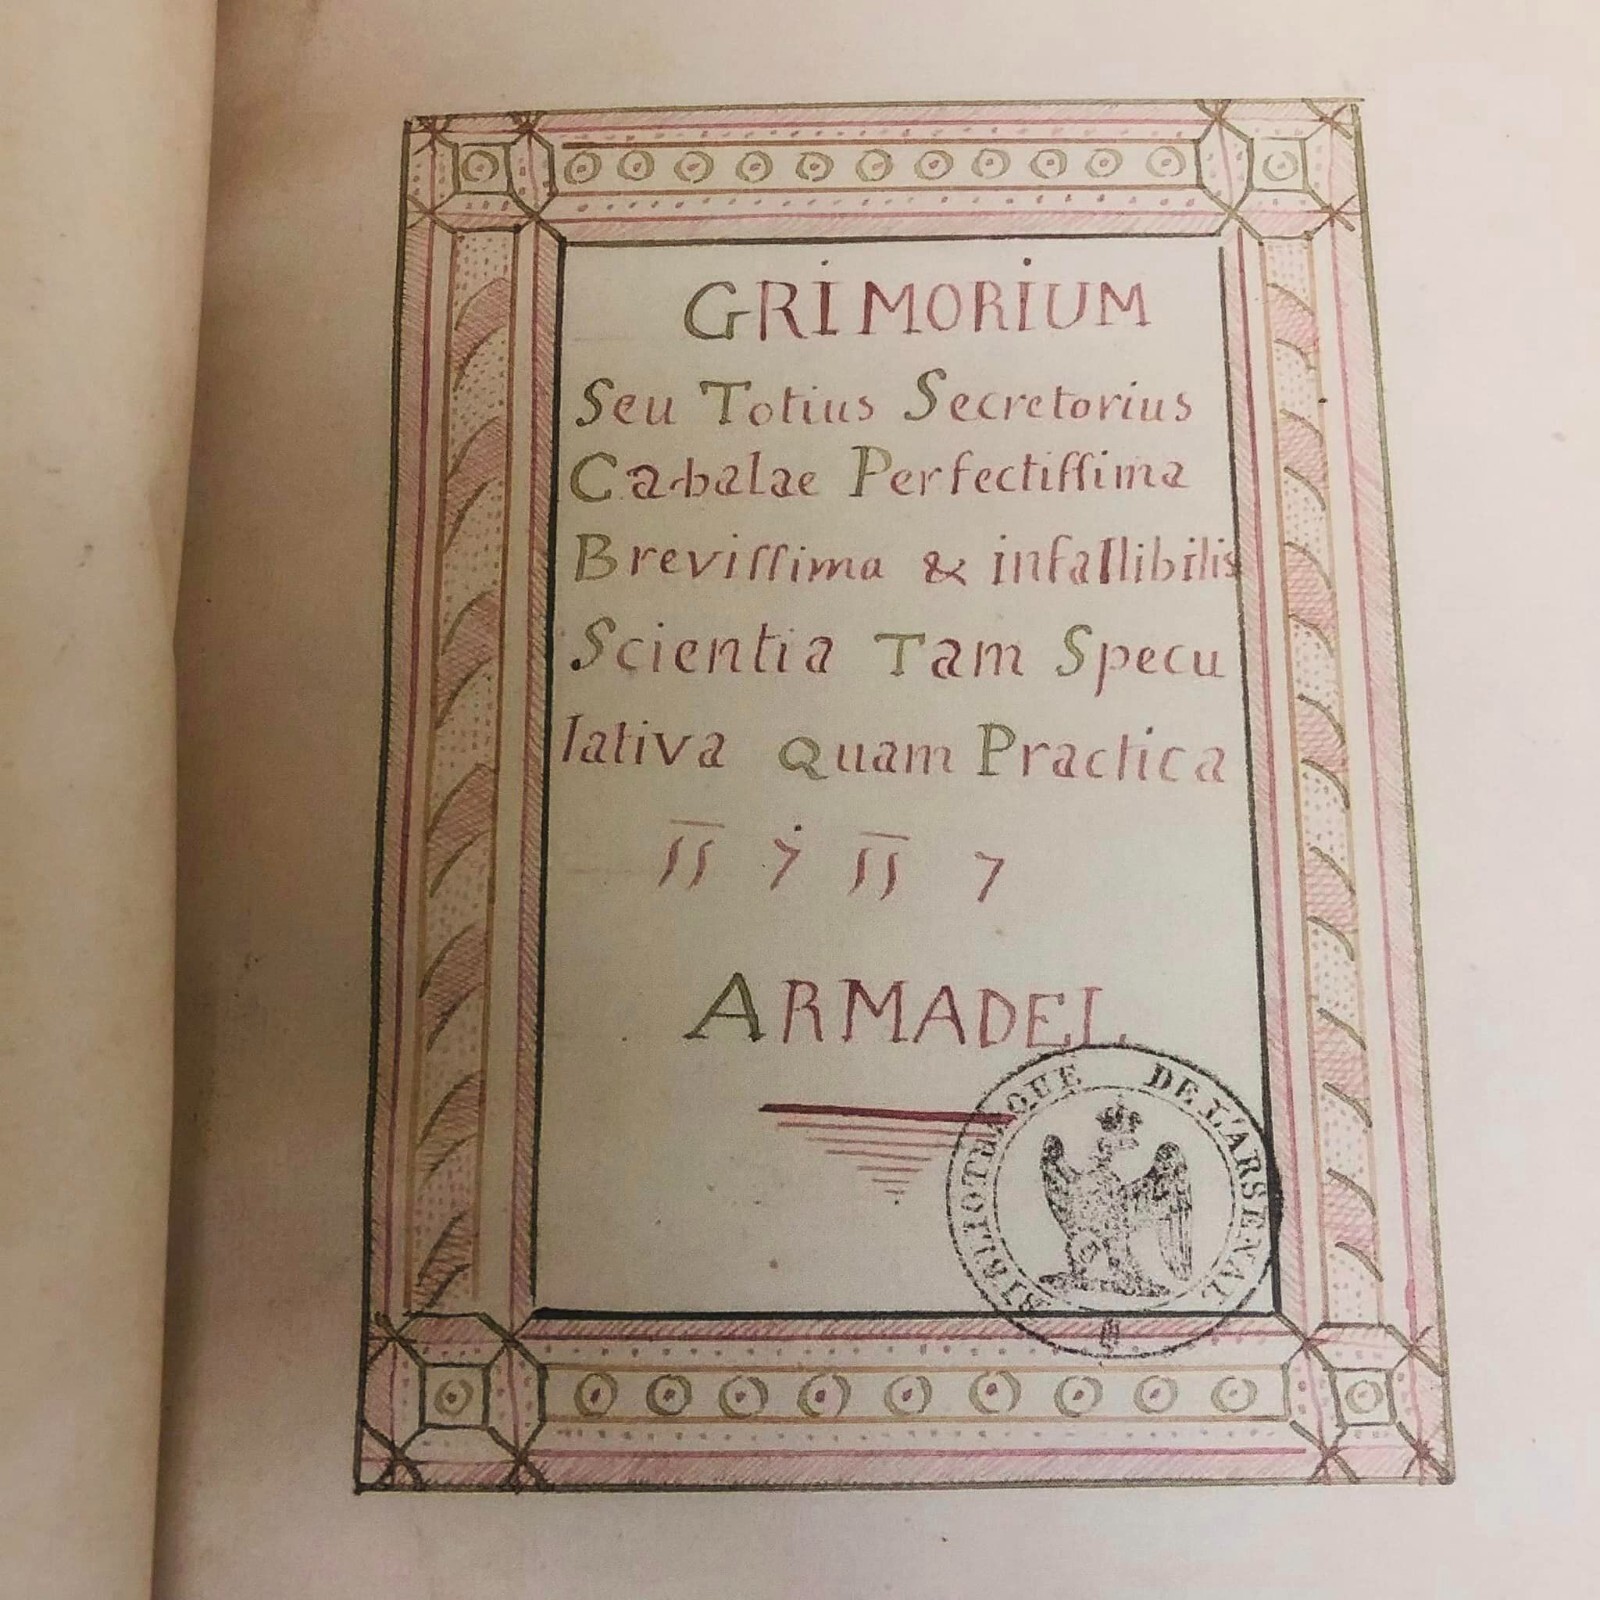 GRIMORIUM
Seu Totius Secretorius
Cabalae Perfectiſſima
Breviſſima & infallibilis
Scientia Tam Specu
lativa Quam Practica
ARMADEL.
BIBLIOTHEQUE DE L'ARSENAL